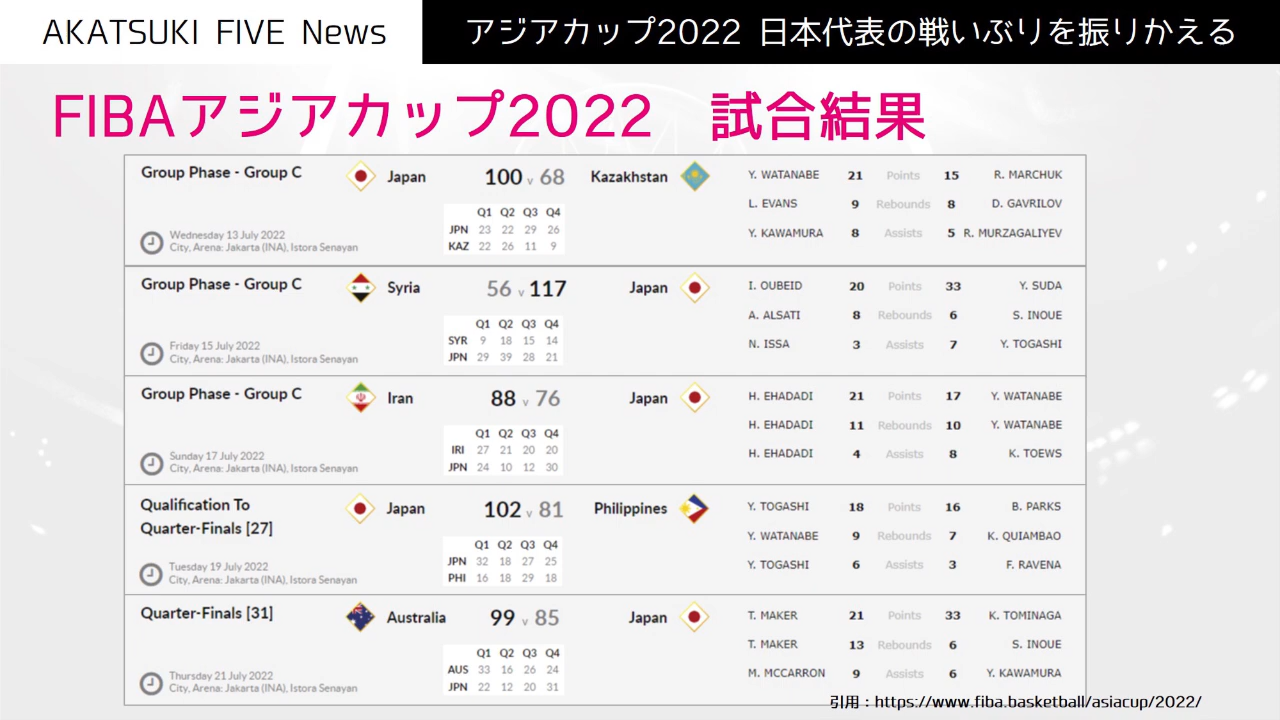 AKATSUKI FIVE News
アジアカップ2022 日本代表の戦いぶりを振りかえる
FIBAアジアカップ2022 試合結果
Group Phase - Group C Japan 100 v 68 Kazakhstan
Q1 Q2 Q3 Q4
JPN 23 22 29 26
KAZ 22 26 11 9
Wednesday 13 July 2022
City, Arena: Jakarta (INA), Istora Senayan
Y. WATANABE 21 Points 15 R. MARCHUK
L. EVANS 9 Rebounds 8 D. GAVRILOV
Y. KAWAMURA 8 Assists 5 R. MURZAGALIYEV
Group Phase - Group C Syria 56 v 117 Japan
Q1 Q2 Q3 Q4
SYR 9 18 15 14
JPN 29 39 28 21
Friday 15 July 2022
City, Arena: Jakarta (INA), Istora Senayan
I. OUBEID 20 Points 33 Y. SUDA
A. ALSATI 8 Rebounds 6 S. INOUE
N. ISSA 3 Assists 7 Y. TOGASHI
Group Phase - Group C Iran 88 v 76 Japan
Q1 Q2 Q3 Q4
IRI 27 21 20 20
JPN 24 10 12 30
Sunday 17 July 2022
City, Arena: Jakarta (INA), Istora Senayan
H. EHADADI 21 Points 17 Y. WATANABE
H. EHADADI 11 Rebounds 10 Y. WATANABE
H. EHADADI 4 Assists 8 K. TOEWS
Qualification To
Quarter-Finals [27]
Japan 102 v 81 Philippines
Q1 Q2 Q3 Q4
JPN 32 18 27 25
PHI 16 18 29 18
Tuesday 19 July 2022
City, Arena: Jakarta (INA), Istora Senayan
Y. TOGASHI 18 Points 16 B. PARKS
Y. WATANABE 9 Rebounds 7 K. QUIAMBAO
Y. TOGASHI 6 Assists 3 F. RAVENA
Quarter-Finals [31] Australia 99 v 85 Japan
Q1 Q2 Q3 Q4
AUS 33 16 26 24
JPN 22 12 20 31
Thursday 21 July 2022
City, Arena: Jakarta (INA), Istora Senayan
T. MAKER 21 Points 33 K. TOMINAGA
T. MAKER 13 Rebounds 6 S. INOUE
M. MCCARRON 9 Assists 6 Y. KAWAMURA
引用：https://www.fiba.basketball/asiacup/2022/